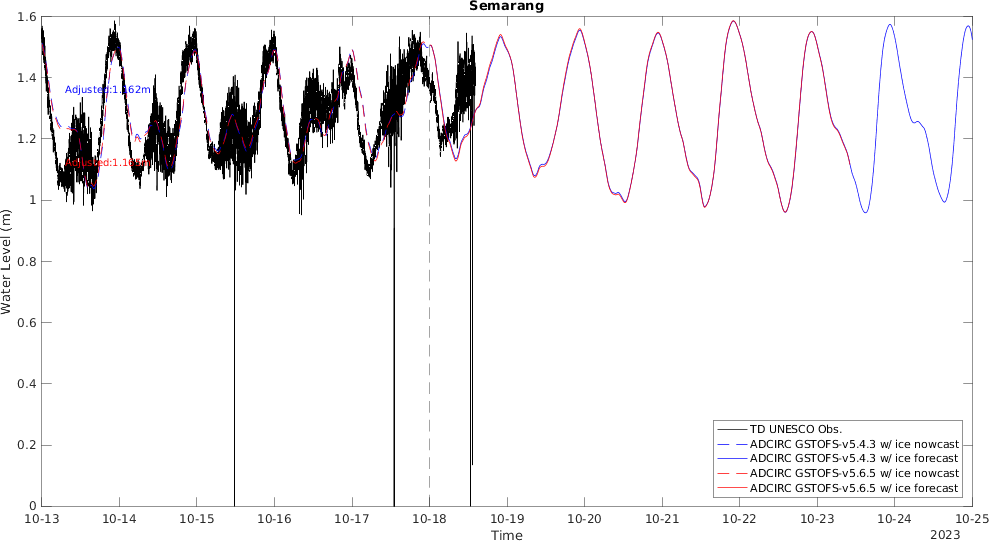 Semarang
1.6
1.4
1.2
1
0.8
0.6
0.4
0.2
0
Water Level (m)
Adjusted:1.162m
10-13
10-14
10-15
10-16
10-17
10-18
10-19
10-20
10-21
10-22
10-23
10-24
10-25
Time
2023
TD UNESCO Obs.
ADCIRC GSTOFS-v5.4.3 w/ ice nowcast
ADCIRC GSTOFS-v5.4.3 w/ ice forecast
ADCIRC GSTOFS-v5.6.5 w/ ice nowcast
ADCIRC GSTOFS-v5.6.5 w/ ice forecast